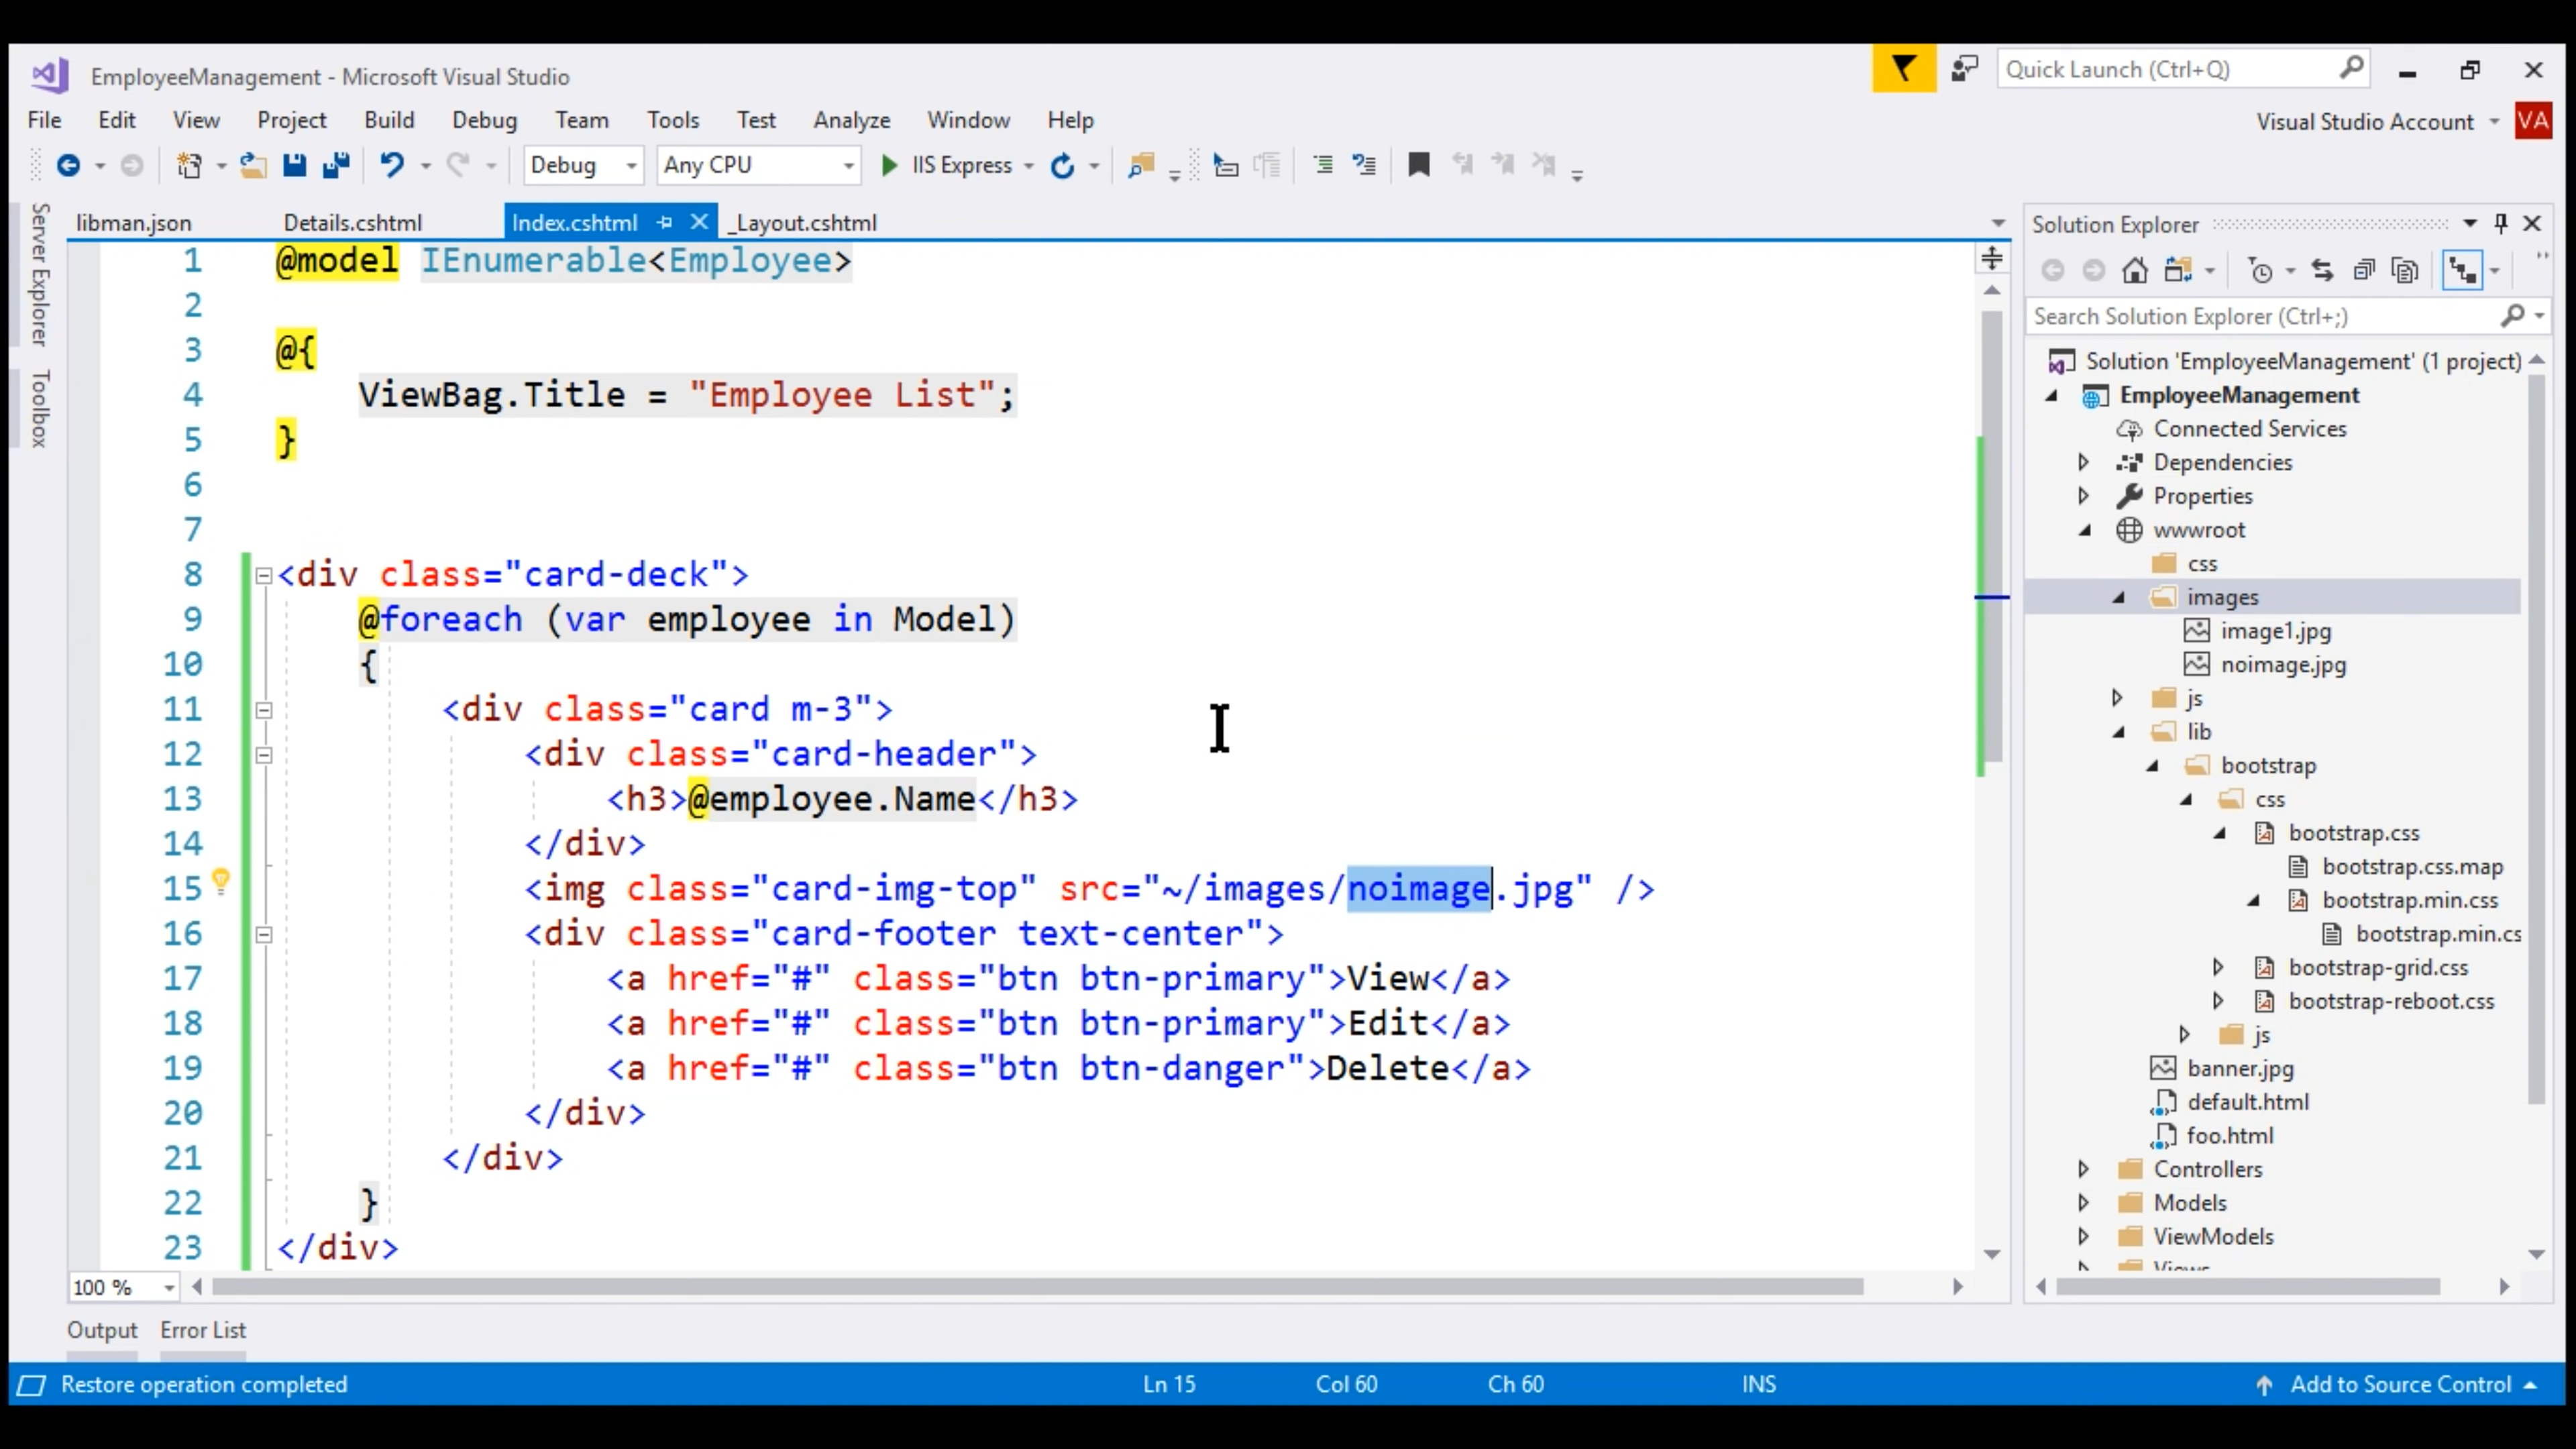 EmployeeManagement - Microsoft Visual Studio
Quick Launch (Ctrl+Q)
File Edit View Project Build Debug Team Tools Test Analyze Window Help
Visual Studio Account VA
Debug Any CPU IIS Express
Server Explorer
Toolbox
libman.json Details.cshtml Index.cshtml _Layout.cshtml
1 @model IEnumerable<Employee>
2
3 @{
4 ViewBag.Title = "Employee List";
5 }
6
7
8 <div class="card-deck">
9 @foreach (var employee in Model)
10 {
11 <div class="card m-3">
12 <div class="card-header">
13 <h3>@employee.Name</h3>
14 </div>
15 <img class="card-img-top" src="~/images/noimage.jpg" />
16 <div class="card-footer text-center">
17 <a href="#" class="btn btn-primary">View</a>
18 <a href="#" class="btn btn-primary">Edit</a>
19 <a href="#" class="btn btn-danger">Delete</a>
20 </div>
21 </div>
22 }
23 </div>
100 %
Solution Explorer
Search Solution Explorer (Ctrl+;)
Solution 'EmployeeManagement' (1 project)
EmployeeManagement
Connected Services
Dependencies
Properties
wwwroot
css
images
image1.jpg
noimage.jpg
js
lib
bootstrap
css
bootstrap.css
bootstrap.css.map
bootstrap.min.css
bootstrap.min.cs
bootstrap-grid.css
bootstrap-reboot.css
js
banner.jpg
default.html
foo.html
Controllers
Models
ViewModels
Views
Output Error List
Restore operation completed Ln 15 Col 60 Ch 60 INS Add to Source Control